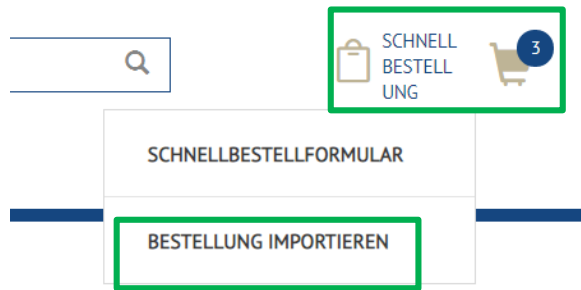 SCHNELL
BESTELL
UNG
3
SCHNELLBESTELLFORMULAR
BESTELLUNG IMPORTIEREN